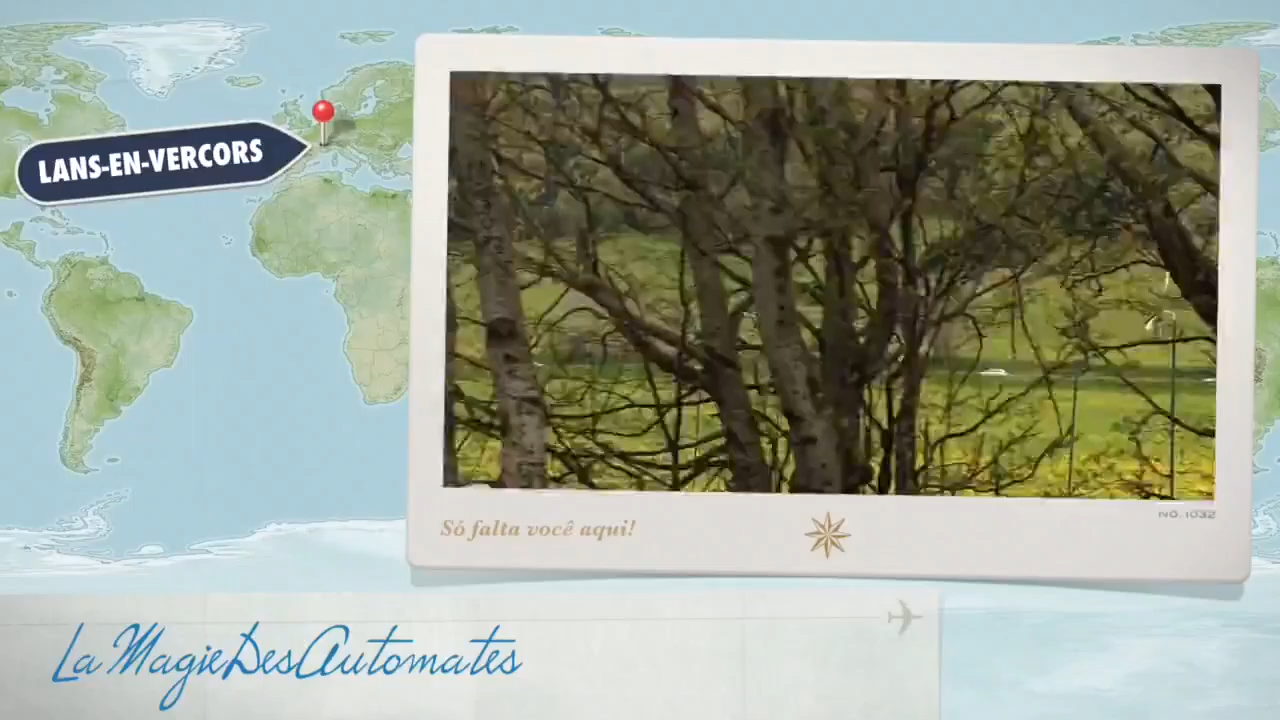 LANS-EN-VERCORS
Só falta você aqui!
NO. 1032
La Magie Des Automates